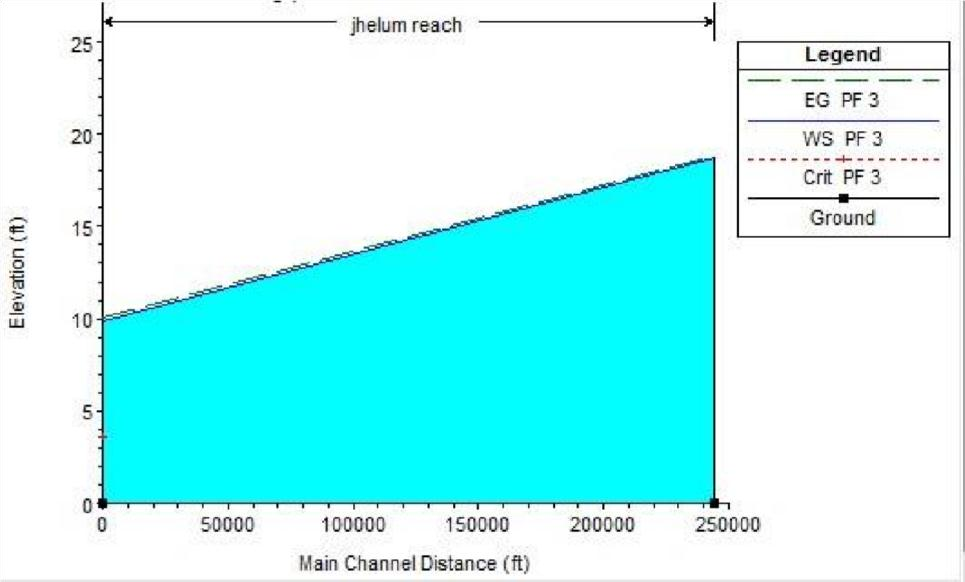 jhelum reach
Legend
EG PF 3
WS PF 3
Crit PF 3
Ground
Elevation (ft)
25
20
15
10
5
0
0 50000 100000 150000 200000 250000
Main Channel Distance (ft)